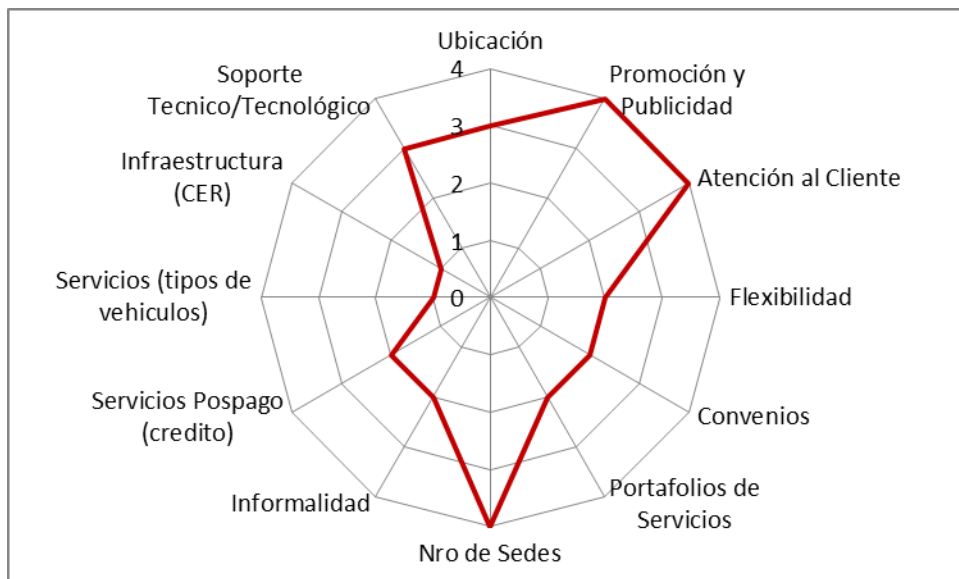 Ubicación
Promoción y
Publicidad
Atención al Cliente
Flexibilidad
Convenios
Portafolios de
Servicios
Nro de Sedes
Informalidad
Servicios Pospago
(credito)
Servicios (tipos de
vehiculos)
Infraestructura
(CER)
Soporte
Tecnico/Tecnológico
4
3
2
1
0